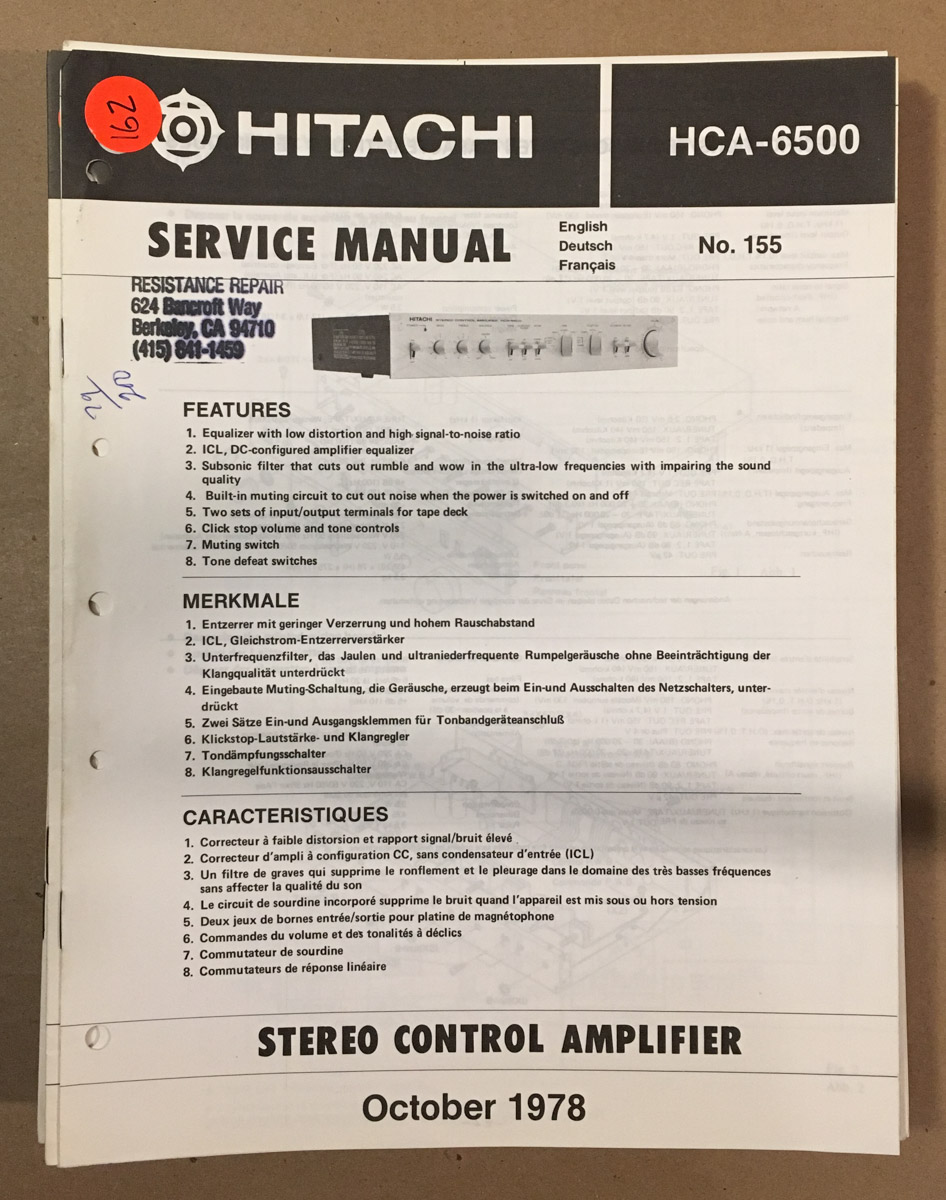 291
HITACHI
HCA-6500
SERVICE MANUAL
English
Deutsch
Français
No. 155
RESISTANCE REPAIR
624 Bancroft Way
Berkeley, CA 94710
(415) 841-1459
HITACHI
FEATURES
1. Equalizer with low distortion and high signal-to-noise ratio
2. ICL, DC-configured amplifier equalizer
3. Subsonic filter that cuts out rumble and wow in the ultra-low frequencies with impairing the sound
quality
4. Built-in muting circuit to cut out noise when the power is switched on and off
5. Two sets of input/output terminals for tape deck
6. Click stop volume and tone controls
7. Muting switch
8. Tone defeat switches
MERKMALE
1. Entzerrer mit geringer Verzerrung und hohem Rauschabstand
2. ICL, Gleichstrom-Entzerrerverstärker
3. Unterfrequenzfilter, das Jaulen und ultraniederfrequente Rumpelgeräusche ohne Beeinträchtigung der
Klangqualität unterdrückt
4. Eingebaute Muting-Schaltung, die Geräusche, erzeugt beim Ein-und Ausschalten des Netzschalters, unter-
drückt
5. Zwei Sätze Ein-und Ausgangsklemmen für Tonbandgeräteanschluß
6. Klickstop-Lautstärke- und Klangregler
7. Tondämpfungsschalter
8. Klangregelfunktionsausschalter
CARACTERISTIQUES
1. Correcteur à faible distorsion et rapport signal/bruit élevé
2. Correcteur d'ampli à configuration CC, sans condensateur d'entrée (ICL)
3. Un filtre de graves qui supprime le ronflement et le pleurage dans le domaine des très basses fréquences
sans affecter la qualité du son
4. Le circuit de sourdine incorporé supprime le bruit quand l'appareil est mis sous ou hors tension
5. Deux jeux de bornes entrée/sortie pour platine de magnétophone
6. Commandes du volume et des tonalités à déclics
7. Commutateur de sourdine
8. Commutateurs de réponse linéaire
STEREO CONTROL AMPLIFIER
October 1978